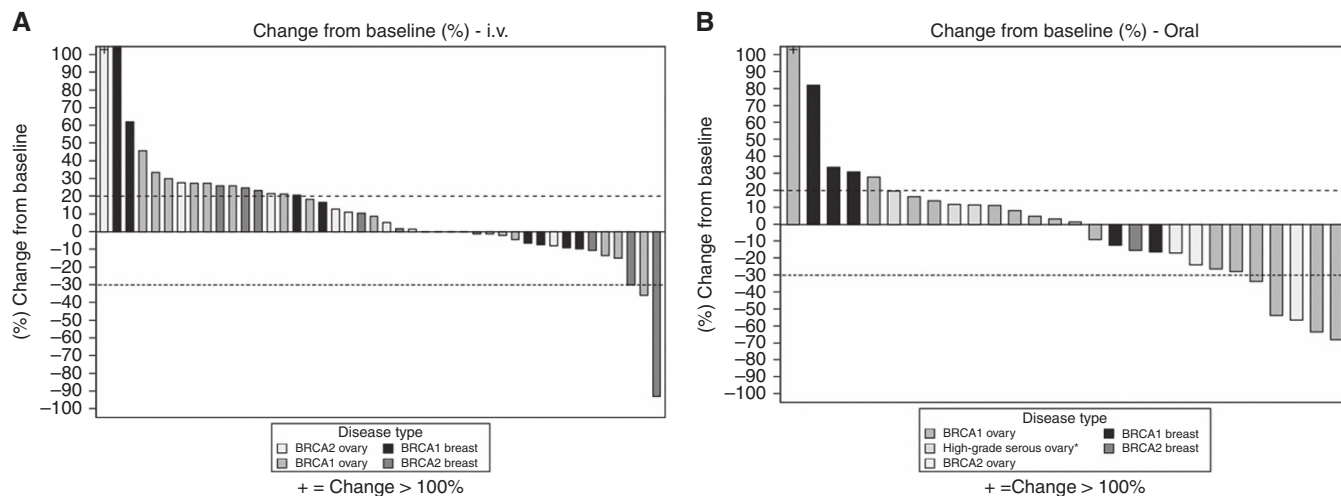 A
Change from baseline (%) - i.v.
(%) Change from baseline
100
90
80
70
60
50
40
30
20
10
0
–10
–20
–30
–40
–50
–60
–70
–80
–90
–100
+
Disease type
BRCA2 ovary BRCA1 breast
BRCA1 ovary BRCA2 breast
+ = Change > 100%
B
Change from baseline (%) - Oral
(%) Change from baseline
100
90
80
70
60
50
40
30
20
10
0
–10
–20
–30
–40
–50
–60
–70
–80
–90
–100
+
Disease type
BRCA1 ovary BRCA1 breast
High-grade serous ovary* BRCA2 breast
BRCA2 ovary
+ =Change > 100%